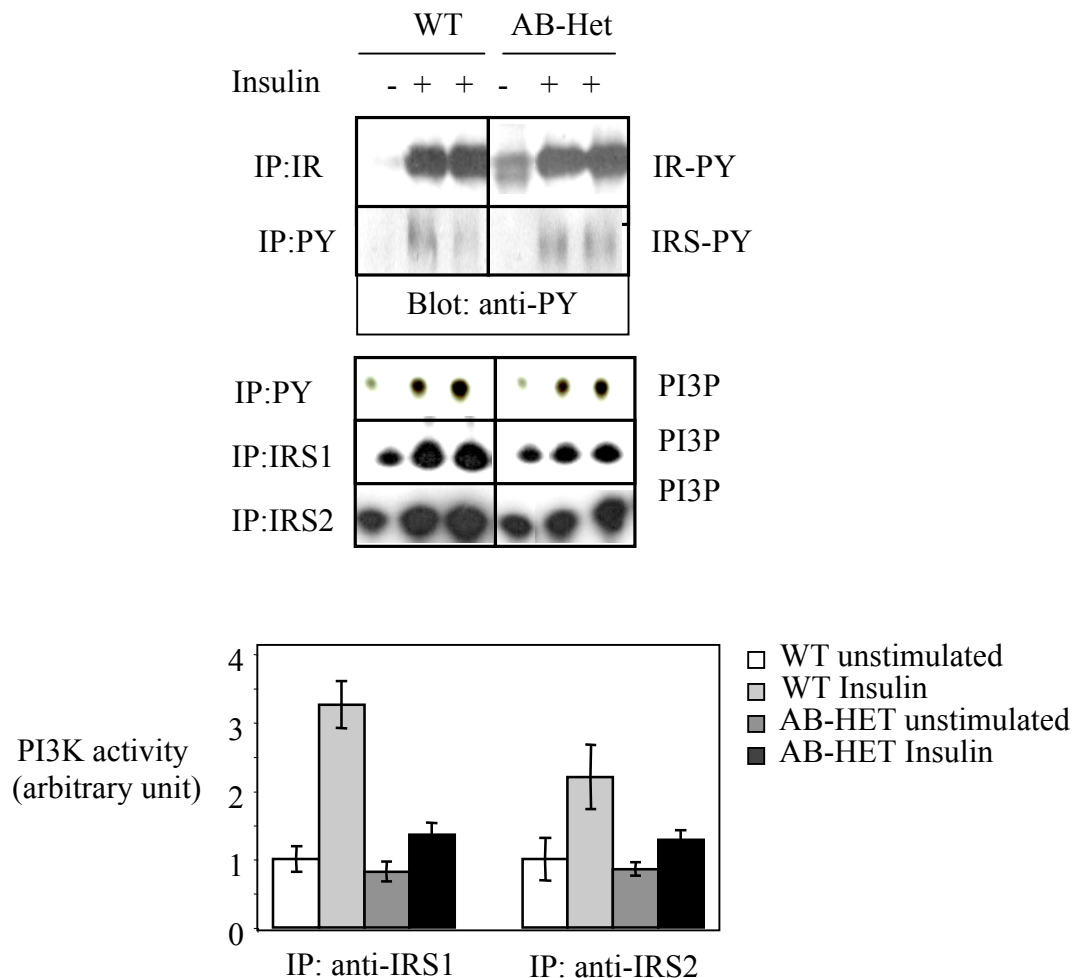 WT AB-Het
Insulin - + + - + +
IP:IR IR-PY
IP:PY IRS-PY
Blot: anti-PY
IP:PY PI3P
IP:IRS1 PI3P
IP:IRS2 PI3P
4
3
2
1
0
PI3K activity
(arbitrary unit)
WT unstimulated
WT Insulin
AB-HET unstimulated
AB-HET Insulin
IP: anti-IRS1 IP: anti-IRS2